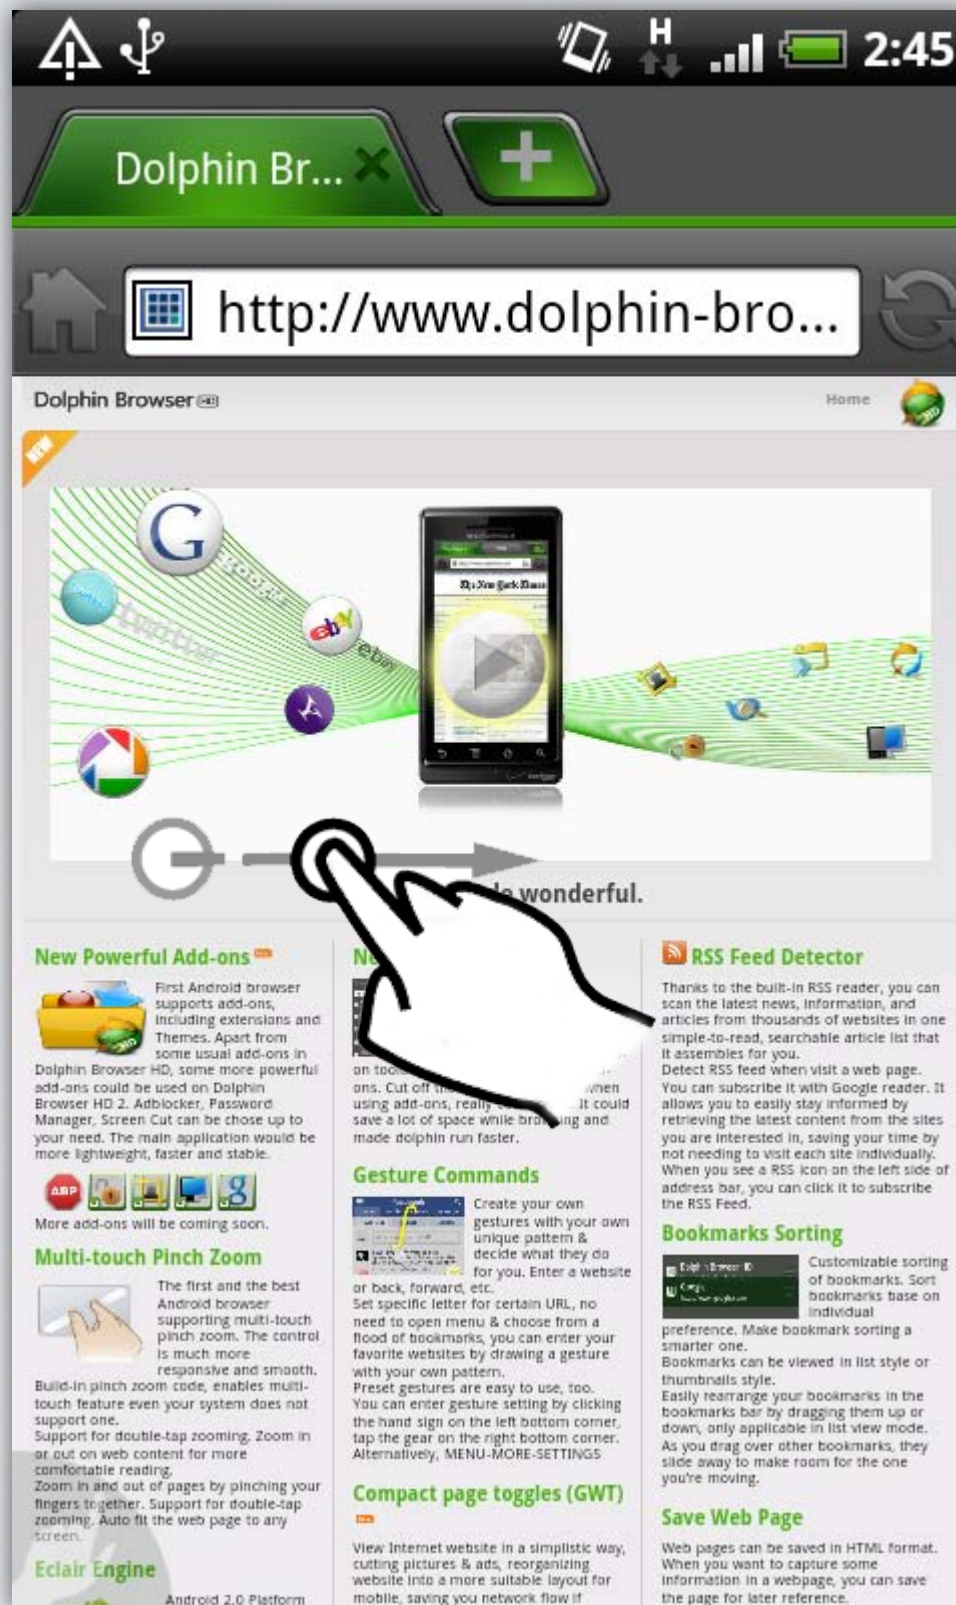 H
2:45
Dolphin Br...
http://www.dolphin-bro...
Dolphin Browser HD
Home
NEW
G
google
twitter
ebY
ebay
wonderful.
New Powerful Add-ons
First Android browser
supports add-ons,
including extensions and
Themes. Apart from
some usual add-ons in
Dolphin Browser HD, some more powerful
add-ons could be used on Dolphin
Browser HD 2. Adblocker, Password
Manager, Screen Cut can be chose up to
your need. The main application would be
more lightweight, faster and stable.
ABP
8
More add-ons will be coming soon.
Multi-touch Pinch Zoom
The first and the best
Android browser
supporting multi-touch
pinch zoom. The control
is much more
responsive and smooth.
Build-in pinch zoom code, enables multi-
touch feature even your system does not
support one.
Support for double-tap zooming. Zoom in
or out on web content for more
comfortable reading.
Zoom in and out of pages by pinching your
fingers together. Support for double-tap
zooming. Auto fit the web page to any
screen.
Eclair Engine
Android 2.0 Platform
on
ons. Cut off
using add-ons, really It could
save a lot of space while and
made dolphin run faster.
Gesture Commands
Create your own
gestures with your own
unique pattern &
decide what they do
for you. Enter a website
or back, forward, etc.
Set specific letter for certain URL, no
need to open menu & choose from a
flood of bookmarks, you can enter your
favorite websites by drawing a gesture
with your own pattern.
Preset gestures are easy to use, too.
You can enter gesture setting by clicking
the hand sign on the left bottom corner,
tap the gear on the right bottom corner.
Alternatively, MENU-MORE-SETTINGS
Compact page toggles (GWT)
View Internet website in a simplistic way,
cutting pictures & ads, reorganizing
website into a more suitable layout for
mobile, saving you network flow if
RSS Feed Detector
Thanks to the built-in RSS reader, you can
scan the latest news, information, and
articles from thousands of websites in one
simple-to-read, searchable article list that
it assembles for you.
Detect RSS feed when visit a web page.
You can subscribe it with Google reader. It
allows you to easily stay informed by
retrieving the latest content from the sites
you are interested in, saving your time by
not needing to visit each site individually.
When you see a RSS icon on the left side of
address bar, you can click it to subscribe
the RSS Feed.
Bookmarks Sorting
Customizable sorting
of bookmarks. Sort
bookmarks base on
individual
preference. Make bookmark sorting a
smarter one.
Bookmarks can be viewed in list style or
thumbnails style.
Easily rearrange your bookmarks in the
bookmarks bar by dragging them up or
down, only applicable in list view mode.
As you drag over other bookmarks, they
slide away to make room for the one
you're moving.
Save Web Page
Web pages can be saved in HTML format.
When you want to capture some
information in a webpage, you can save
the page for later reference.